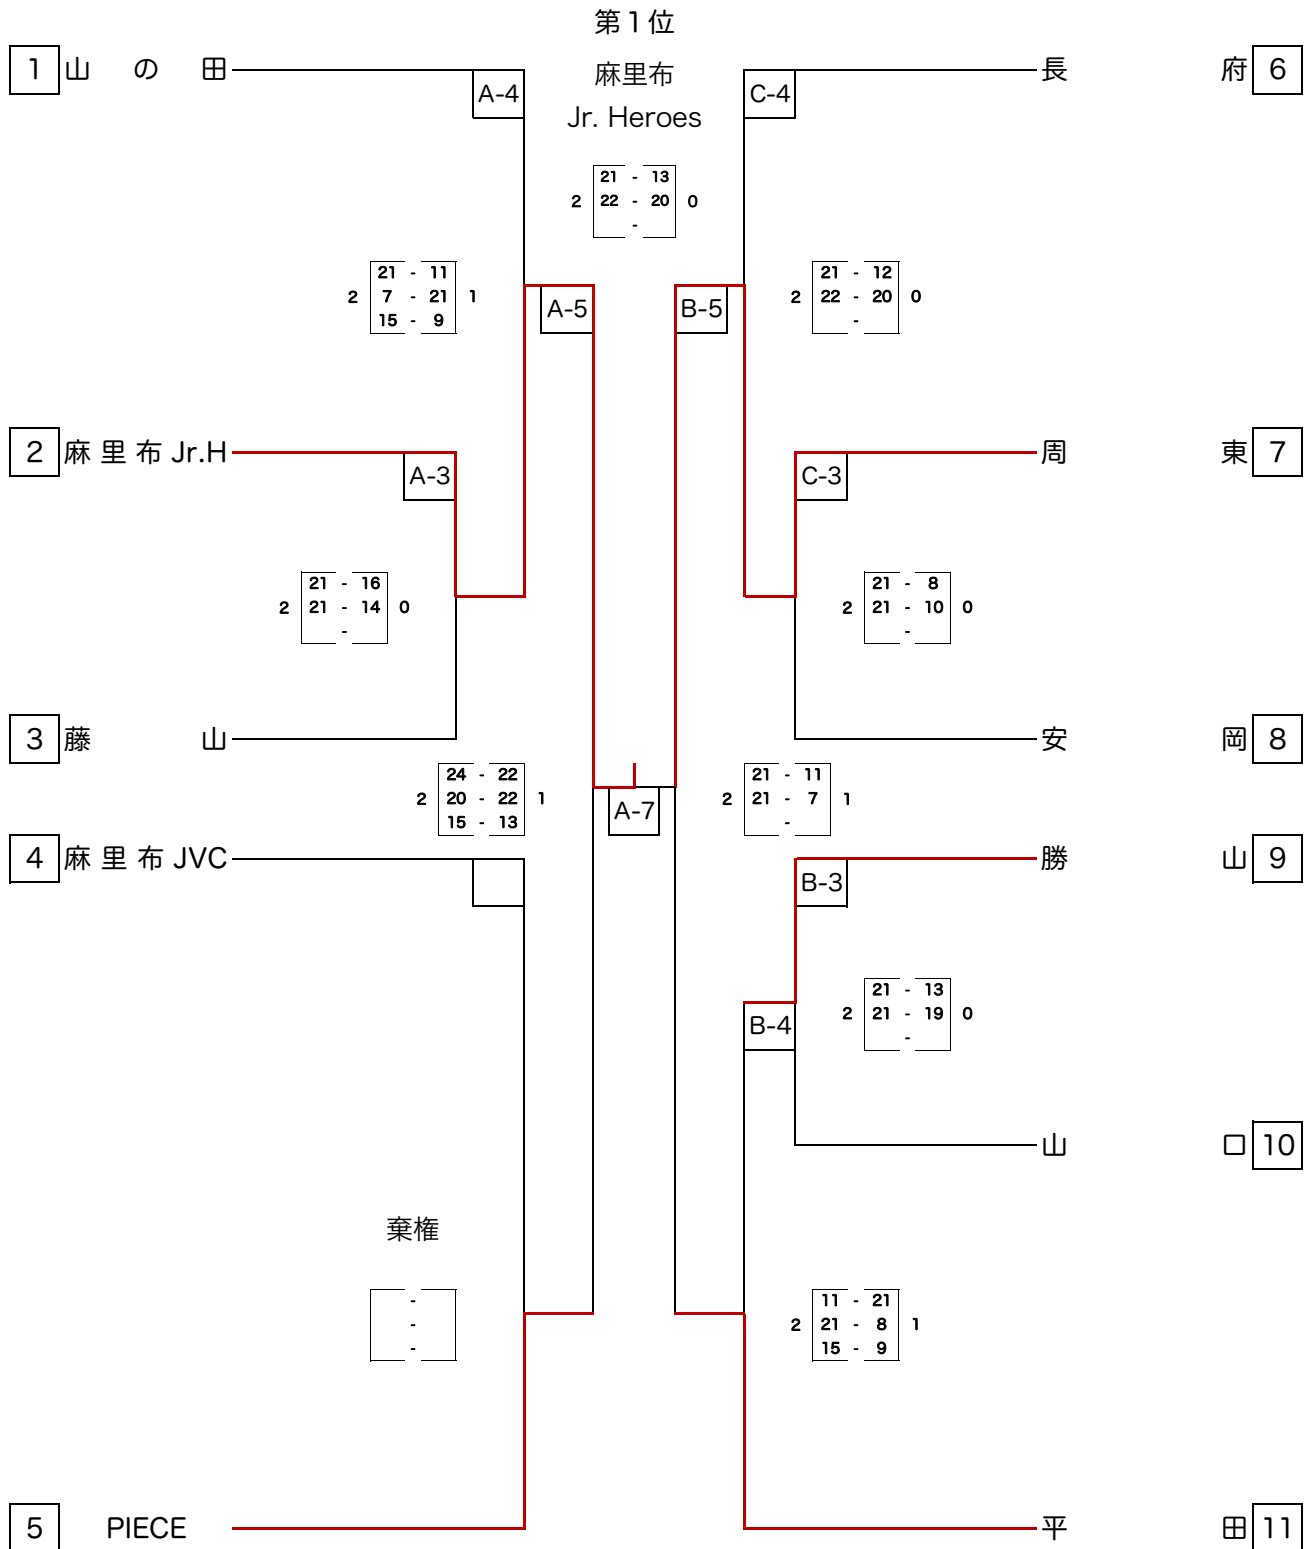 第1位
1 山の田 A-4 麻里布 C-4 長府 6
Jr. Heroes
21 - 13
2 22 - 20 0
-
21 - 11 21 - 12
2 7 - 21 1 A-5 B-5 2 22 - 20 0
15 - 9 -
2 麻里布Jr.H A-3 C-3 周東 7
21 - 16 21 - 8
2 21 - 14 0 2 21 - 10 0
- -
3 藤山 安岡 8
24 - 22 21 - 11
2 20 - 22 1 A-7 2 21 - 7 1
15 - 13 -
4 麻里布JVC B-3 勝山 9
21 - 13
B-4 2 21 - 19 0
-
山口 10
棄権
- 11 - 21
- 2 21 - 8 1
- 15 - 9
5 PIECE 平田 11